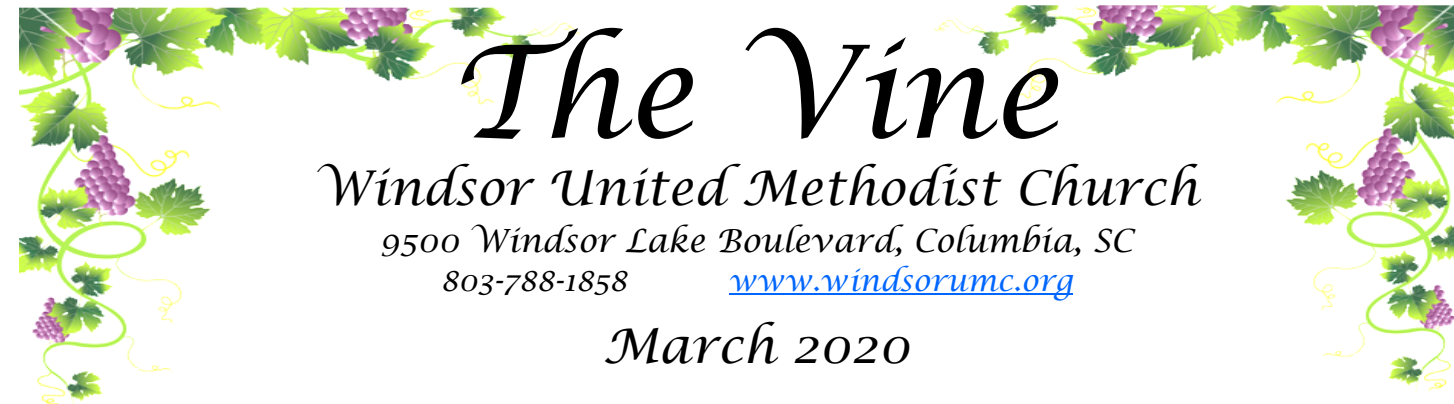 The Vine
Windsor United Methodist Church
9500 Windsor Lake Boulevard, Columbia, SC
803-788-1858 www.windsorumc.org
March 2020